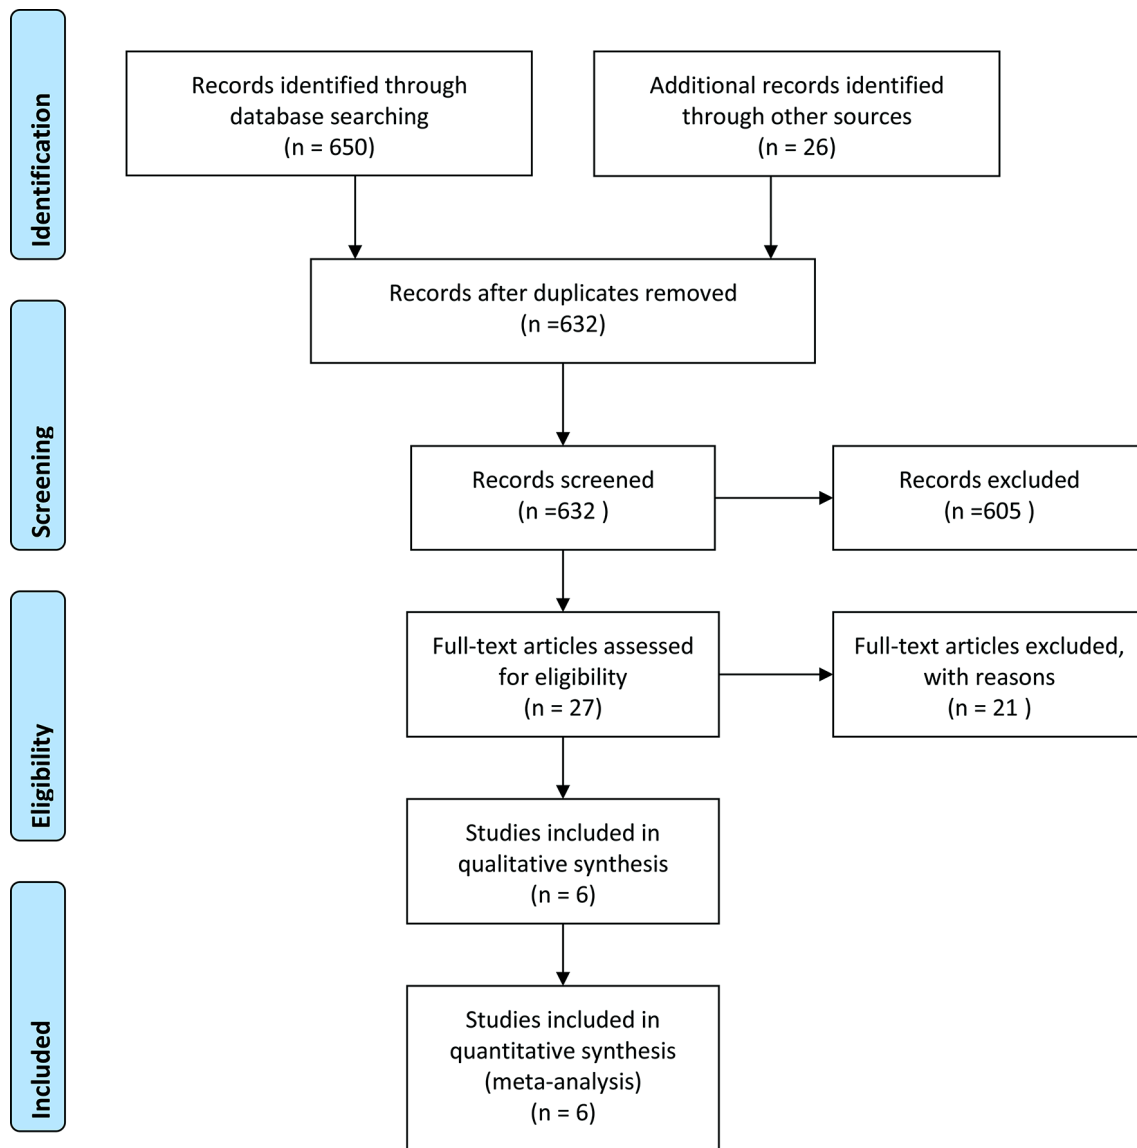 Identification
Records identified through
database searching
(n = 650)
Additional records identified
through other sources
(n = 26)
Records after duplicates removed
(n =632)
Screening
Records screened
(n =632 )
Records excluded
(n =605 )
Eligibility
Full-text articles assessed
for eligibility
(n = 27)
Full-text articles excluded,
with reasons
(n = 21 )
Studies included in
qualitative synthesis
(n = 6)
Included
Studies included in
quantitative synthesis
(meta-analysis)
(n = 6)